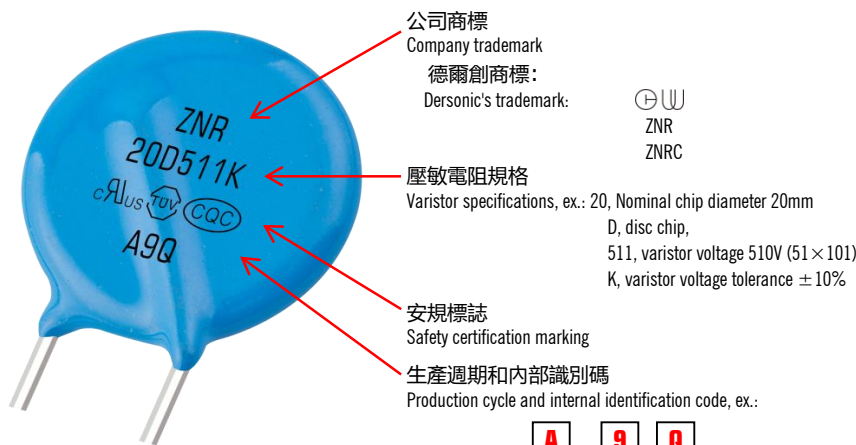 ZNR
20D511K
cRUus TÜV CQC
A9Q
公司商標
Company trademark
德爾創商標:
Dersonic's trademark:
ZNR
ZNRC
壓敏電阻規格
Varistor specifications, ex.: 20, Nominal chip diameter 20mm
D, disc chip,
511, varistor voltage 510V (51×101)
K, varistor voltage tolerance ±10%
安規標誌
Safety certification marking
生產週期和內部識別碼
Production cycle and internal identification code, ex.:
A 9 Q